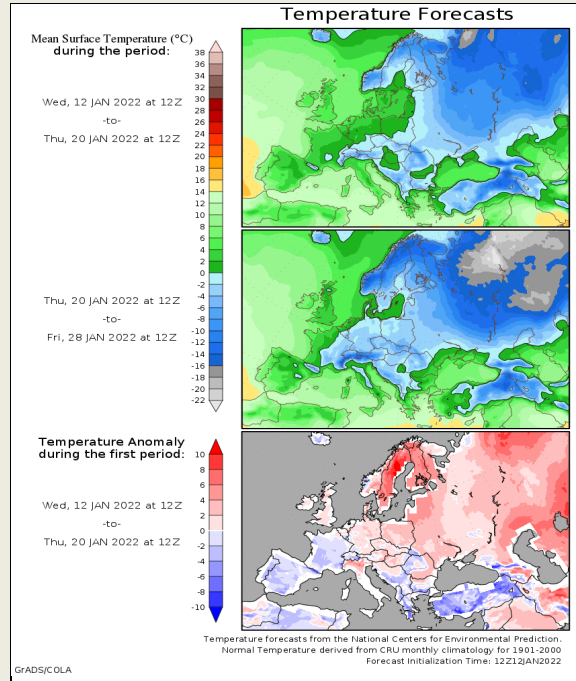 Temperature Forecasts
Mean Surface Temperature (°C)
during the period:
38
36
34
32
30
28
26
24
22
20
18
16
14
12
10
8
6
4
2
0
-2
-4
-6
-8
-10
-12
-14
-16
-18
-20
-22
Wed, 12 JAN 2022 at 12Z
-to-
Thu, 20 JAN 2022 at 12Z
Thu, 20 JAN 2022 at 12Z
-to-
Fri, 28 JAN 2022 at 12Z
Temperature Anomaly
during the first period:
10
8
6
4
2
0
-2
-4
-6
-8
-10
Wed, 12 JAN 2022 at 12Z
-to-
Thu, 20 JAN 2022 at 12Z
Temperature forecasts from the National Centers for Environmental Prediction.
Normal Temperature derived from CRU monthly climatology for 1901-2000
Forecast Initialization Time: 12Z12JAN2022
GrADS/COLA